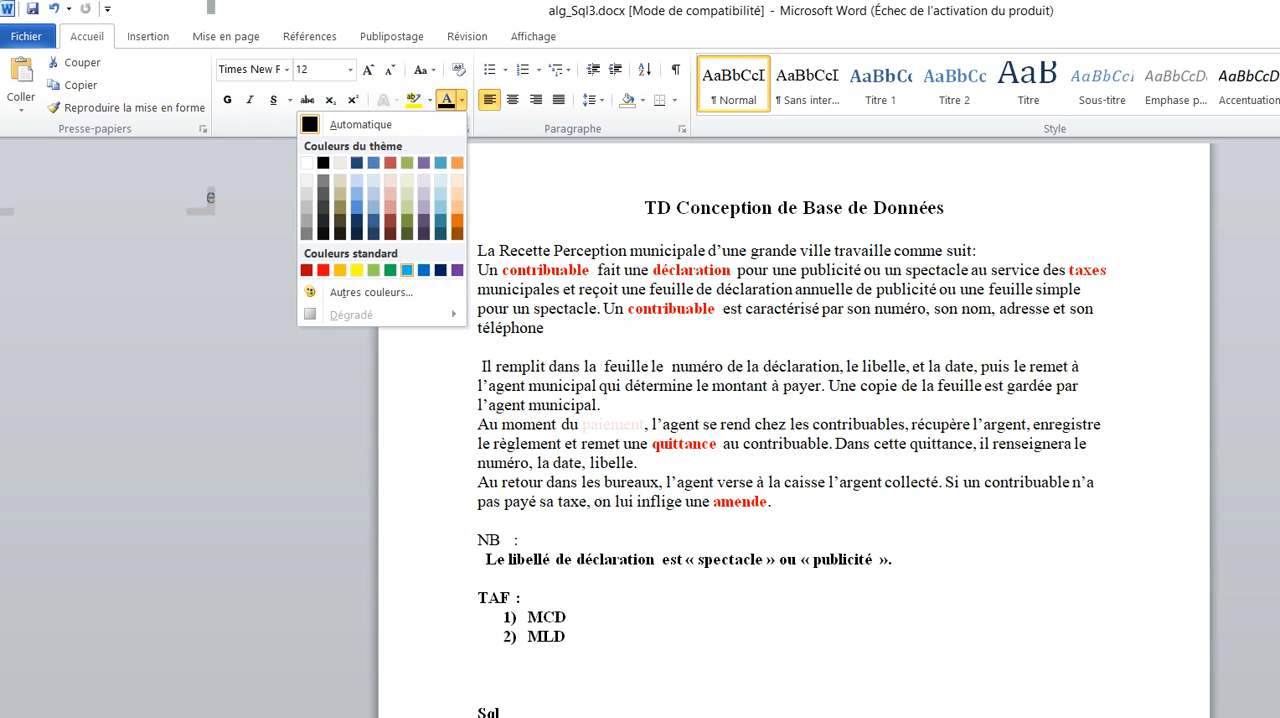 alg_Sql3.docx [Mode de compatibilité] - Microsoft Word (Échec de l'activation du produit)
Fichier Accueil Insertion Mise en page Références Publipostage Révision Affichage
Coller
Couper
Copier
Reproduire la mise en forme
Presse-papiers
Times New F 12
G I S abc x₂ x² A A
Automatique
Couleurs du thème
Couleurs standard
Autres couleurs...
Dégradé
Paragraphe
AaBbCcI AaBbCcI AaBbCc AaBbCc AaB AaBbCcI AaBbCcD AaBbCcD
¶ Normal ¶ Sans inter... Titre 1 Titre 2 Titre Sous-titre Emphase p... Accentuation
Style
e
TD Conception de Base de Données
La Recette Perception municipale d’une grande ville travaille comme suit:
Un contribuable fait une déclaration pour une publicité ou un spectacle au service des taxes
municipales et reçoit une feuille de déclaration annuelle de publicité ou une feuille simple
pour un spectacle. Un contribuable est caractérisé par son numéro, son nom, adresse et son
téléphone
Il remplit dans la feuille le numéro de la déclaration, le libelle, et la date, puis le remet à
l’agent municipal qui détermine le montant à payer. Une copie de la feuille est gardée par
l’agent municipal.
Au moment du paiement, l’agent se rend chez les contribuables, récupère l’argent, enregistre
le règlement et remet une quittance au contribuable. Dans cette quittance, il renseignera le
numéro, la date, libelle.
Au retour dans les bureaux, l’agent verse à la caisse l’argent collecté. Si un contribuable n’a
pas payé sa taxe, on lui inflige une amende.
NB :
Le libellé de déclaration est « spectacle » ou « publicité ».
TAF :
1) MCD
2) MLD
Sql